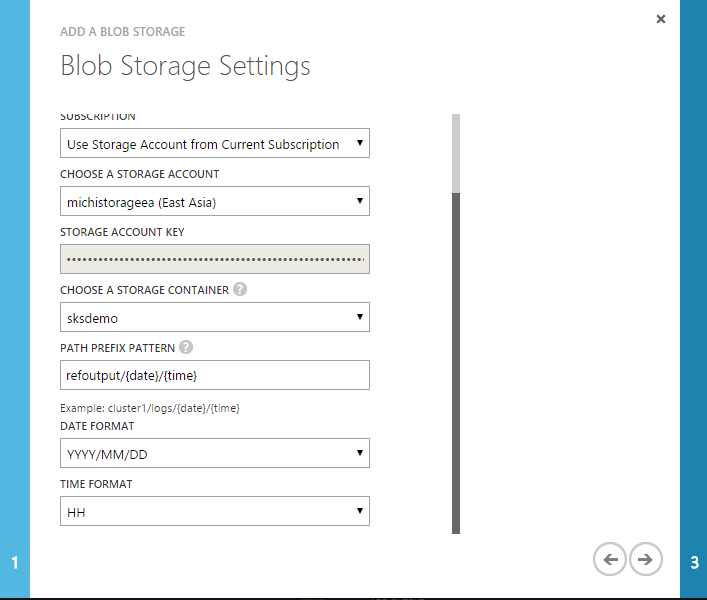 ADD A BLOB STORAGE
Blob Storage Settings
SUBSCRIPTION
Use Storage Account from Current Subscription
CHOOSE A STORAGE ACCOUNT
michistorageea (East Asia)
STORAGE ACCOUNT KEY
CHOOSE A STORAGE CONTAINER ?
sksdemo
PATH PREFIX PATTERN ?
refoutput/{date}/{time}
Example: cluster1/logs/{date}/{time}
DATE FORMAT
YYYY/MM/DD
TIME FORMAT
HH
1
3